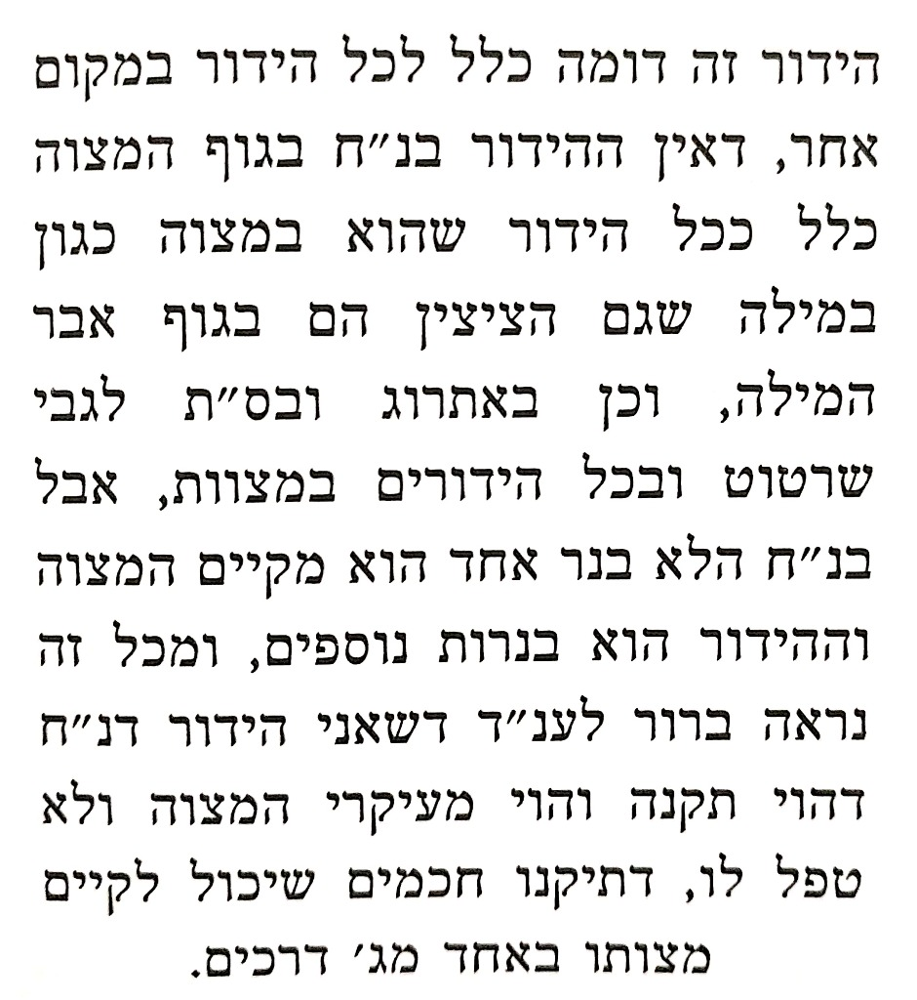 הידור זה דומה כלל לכל הידור במקום
אחר, דאין ההידור בנ״ח בגוף המצוה
כלל ככל הידור שהוא במצוה כגון
במילה שגם הציצין הם בגוף אבר
המילה, וכן באתרוג ובס״ת לגבי
שרטוט ובכל הידורים במצוות, אבל
בנ״ח הלא בנר אחד הוא מקיים המצוה
וההידור הוא בנרות נוספים, ומכל זה
נראה ברור לענ״ד דשאני הידור דנ״ח
דהוי תקנה והוי מעיקרי המצוה ולא
טפל לו, דתיקנו חכמים שיכול לקיים
מצותו באחד מג׳ דרכים.